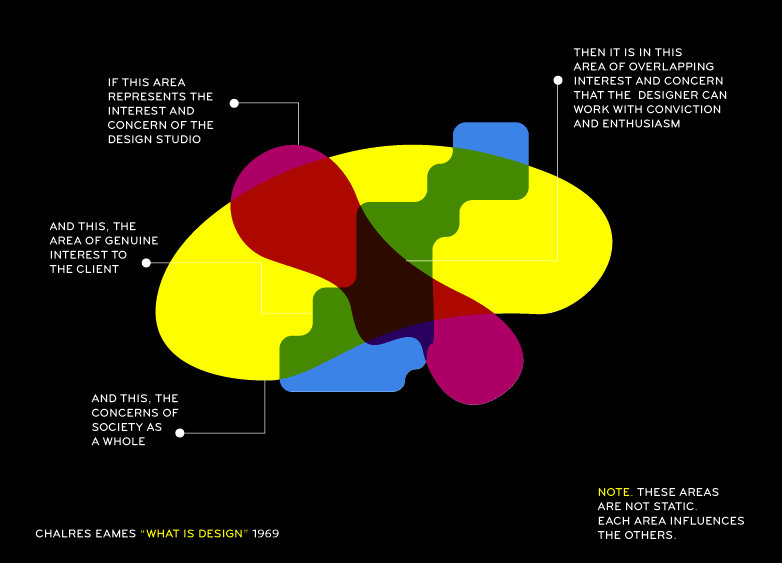 IF THIS AREA
REPRESENTS THE
INTEREST AND
CONCERN OF THE
DESIGN STUDIO
THEN IT IS IN THIS
AREA OF OVERLAPPING
INTEREST AND CONCERN
THAT THE DESIGNER CAN
WORK WITH CONVICTION
AND ENTHUSIASM
AND THIS, THE
AREA OF GENUINE
INTEREST TO
THE CLIENT
AND THIS, THE
CONCERNS OF
SOCIETY AS
A WHOLE
NOTE. THESE AREAS
ARE NOT STATIC.
EACH AREA INFLUENCES
THE OTHERS.
CHALRES EAMES “WHAT IS DESIGN” 1969